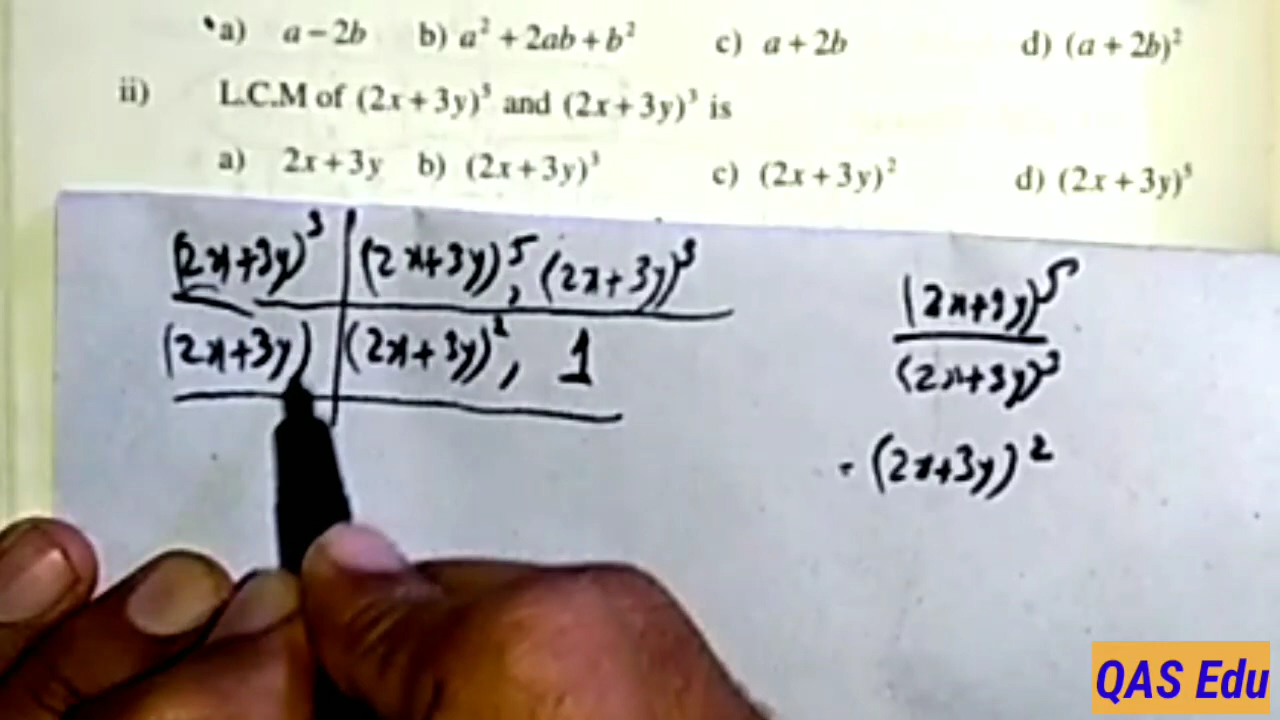 a) a − 2b b) a² + 2ab + b² c) a + 2b d) (a + 2b)²
ii) L.C.M of (2x + 3y)⁵ and (2x + 3y)³ is
a) 2x + 3y b) (2x + 3y)³ c) (2x + 3y)² d) (2x + 3y)⁵
(2x+3y)³ | (2x+3y)⁵, (2x+3y)³
(2x+3y) | (2x+3y)², 1
(2x+3y)⁵
(2x+3y)³
= (2x+3y)²
QAS Edu